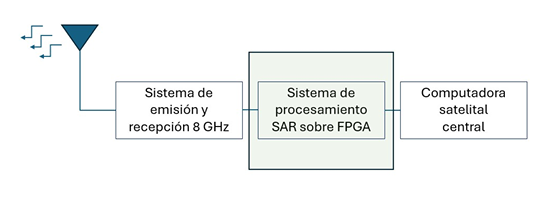 Sistema de
emisión y
recepción 8 GHz
Sistema de
procesamiento
SAR sobre FPGA
Computadora
satelital
central